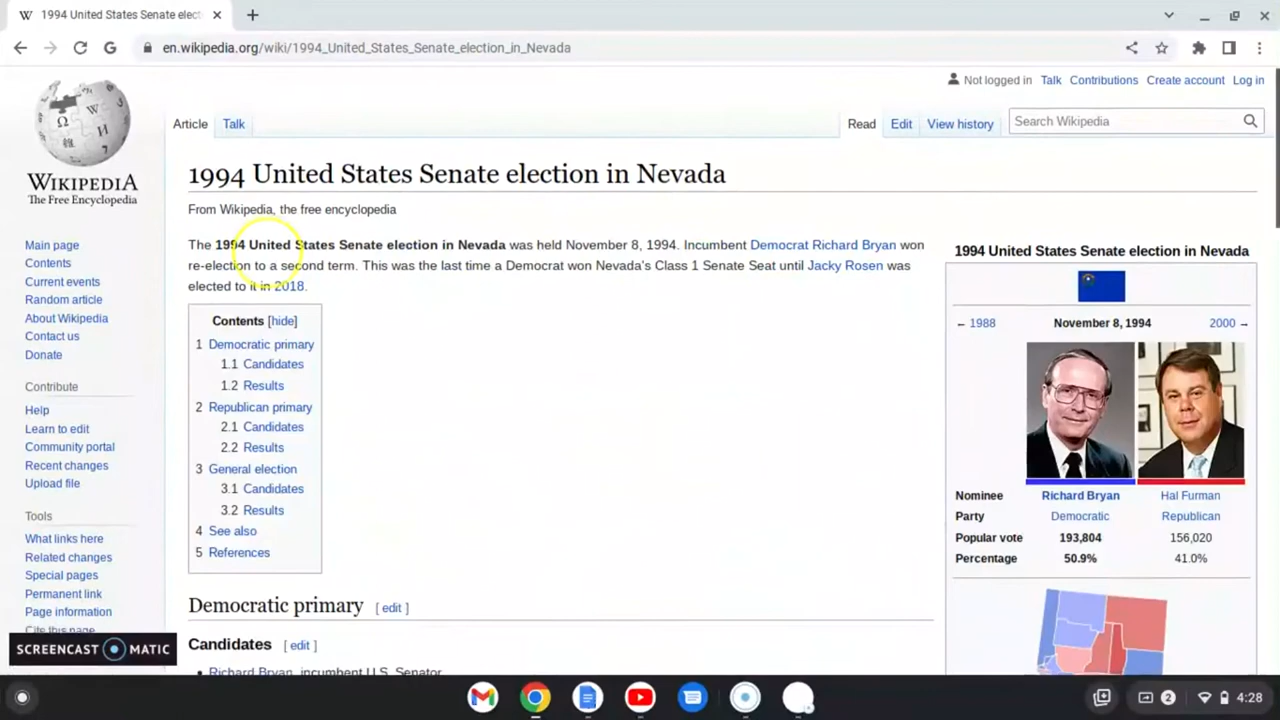 1994 United States Senate elect
en.wikipedia.org/wiki/1994_United_States_Senate_election_in_Nevada
Not logged in Talk Contributions Create account Log in
Article Talk Read Edit View history Search Wikipedia
WIKIPEDIA
The Free Encyclopedia
Main page
Contents
Current events
Random article
About Wikipedia
Contact us
Donate
Contribute
Help
Learn to edit
Community portal
Recent changes
Upload file
Tools
What links here
Related changes
Special pages
Permanent link
Page information
Cite this page
1994 United States Senate election in Nevada
From Wikipedia, the free encyclopedia
The 1994 United States Senate election in Nevada was held November 8, 1994. Incumbent Democrat Richard Bryan won
re-election to a second term. This was the last time a Democrat won Nevada's Class 1 Senate Seat until Jacky Rosen was
elected to it in 2018.
Contents [hide]
1 Democratic primary
1.1 Candidates
1.2 Results
2 Republican primary
2.1 Candidates
2.2 Results
3 General election
3.1 Candidates
3.2 Results
4 See also
5 References
Democratic primary [ edit ]
Candidates [ edit ]
• Richard Bryan, incumbent U.S. Senator
1994 United States Senate election in Nevada
← 1988 November 8, 1994 2000 →
Nominee Richard Bryan Hal Furman
Party Democratic Republican
Popular vote 193,804 156,020
Percentage 50.9% 41.0%
SCREENCAST MATIC
2 4:28